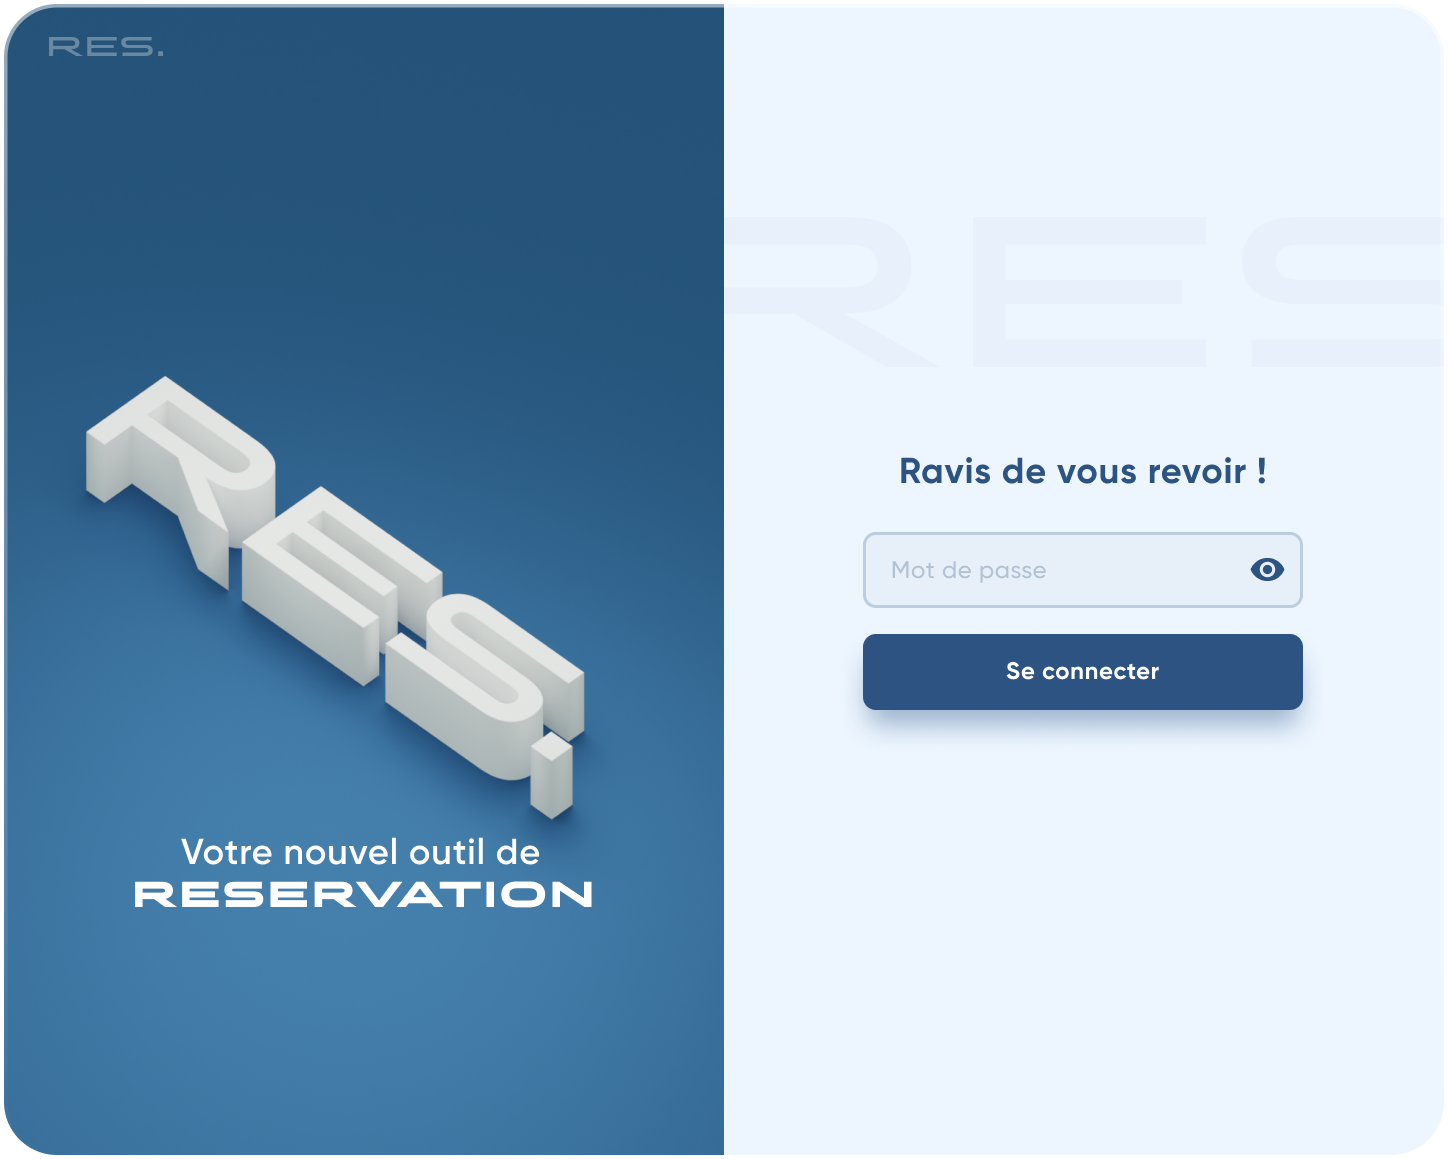 RES.
RES.
Votre nouvel outil de
RESERVATION
RES
Ravis de vous revoir !
Mot de passe
Se connecter